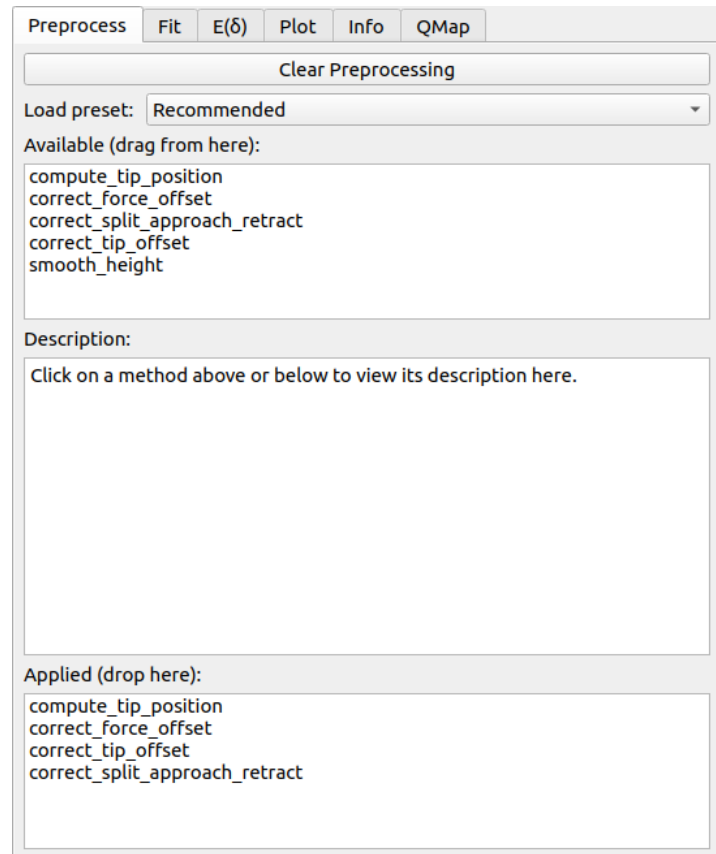 Preprocess Fit E(δ) Plot Info QMap
Clear Preprocessing
Load preset: Recommended
Available (drag from here):
compute_tip_position
correct_force_offset
correct_split_approach_retract
correct_tip_offset
smooth_height
Description:
Click on a method above or below to view its description here.
Applied (drop here):
compute_tip_position
correct_force_offset
correct_tip_offset
correct_split_approach_retract